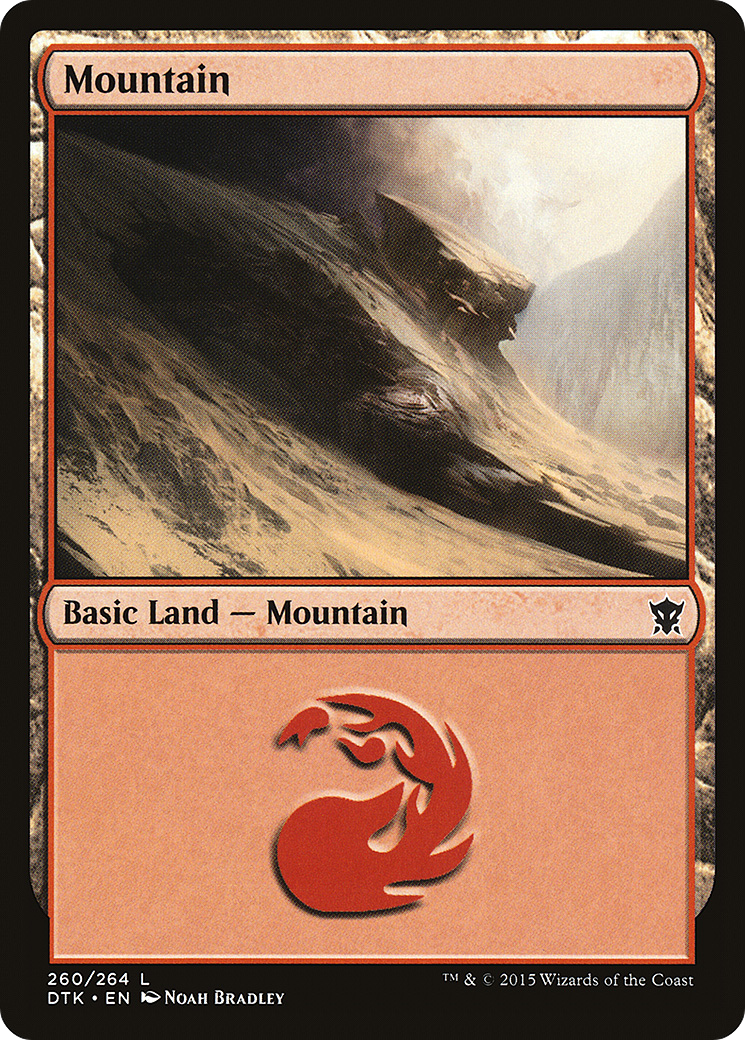 Mountain
Basic Land — Mountain
260/264 L
DTK • EN Noah Bradley
™ & © 2015 Wizards of the Coast